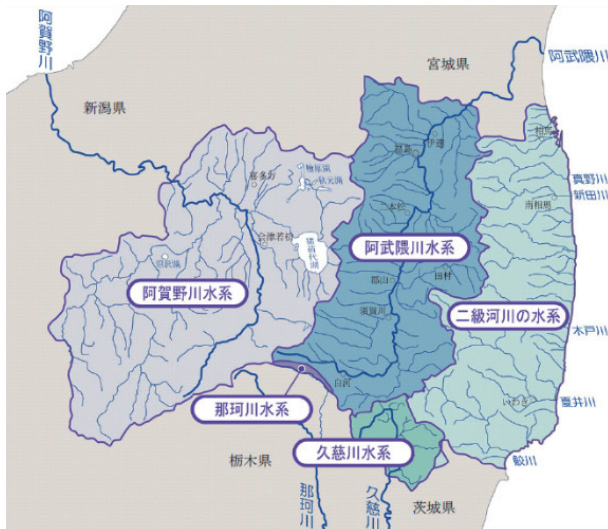 阿賀野川
阿武隈川
宮城県
新潟県
相馬
伊達
福島
桧原湖
秋元湖
喜多方
真野川
新田川
南相馬
二本松
会津若松
猪苗代湖
阿武隈川水系
田村
郡山
沼沢湖
阿賀野川水系
須賀川
二級河川の水系
木戸川
白河
那珂川水系
いわき
夏井川
久慈川水系
栃木県
鮫川
那珂川
久慈川
茨城県